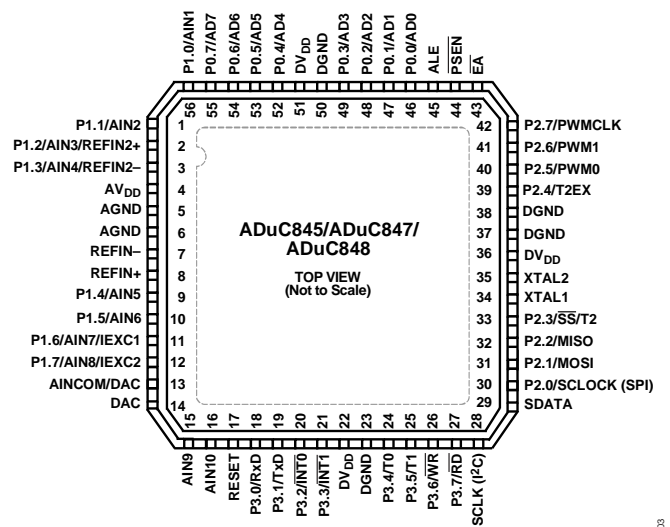 P1.0/AIN1
P0.7/AD7
P0.6/AD6
P0.5/AD5
P0.4/AD4
DVDD
DGND
P0.3/AD3
P0.2/AD2
P0.1/AD1
P0.0/AD0
ALE
PSEN
EA
56
55
54
53
52
51
50
49
48
47
46
45
44
43
P1.1/AIN2 1
P1.2/AIN3/REFIN2+ 2
P1.3/AIN4/REFIN2– 3
AVDD 4
AGND 5
AGND 6
REFIN– 7
REFIN+ 8
P1.4/AIN5 9
P1.5/AIN6 10
P1.6/AIN7/IEXC1 11
P1.7/AIN8/IEXC2 12
AINCOM/DAC 13
DAC 14
ADuC845/ADuC847/
ADuC848
TOP VIEW
(Not to Scale)
42 P2.7/PWMCLK
41 P2.6/PWM1
40 P2.5/PWM0
39 P2.4/T2EX
38 DGND
37 DGND
36 DVDD
35 XTAL2
34 XTAL1
33 P2.3/SS/T2
32 P2.2/MISO
31 P2.1/MOSI
30 P2.0/SCLOCK (SPI)
29 SDATA
15
16
17
18
19
20
21
22
23
24
25
26
27
28
AIN9
AIN10
RESET
P3.0/RxD
P3.1/TxD
P3.2/INT0
P3.3/INT1
DVDD
DGND
P3.4/T0
P3.5/T1
P3.6/WR
P3.7/RD
SCLK (I2C)